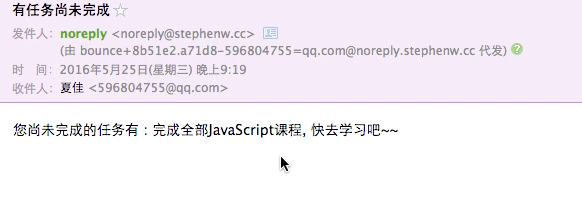 有任务尚未完成
发件人：noreply <noreply@stephenw.cc>
(由 bounce+8b51e2.a71d8-596804755=qq.com@noreply.stephenw.cc 代发)
时 间：2016年5月25日(星期三) 晚上9:19
收件人：夏佳 <596804755@qq.com>
您尚未完成的任务有：完成全部JavaScript课程, 快去学习吧~~